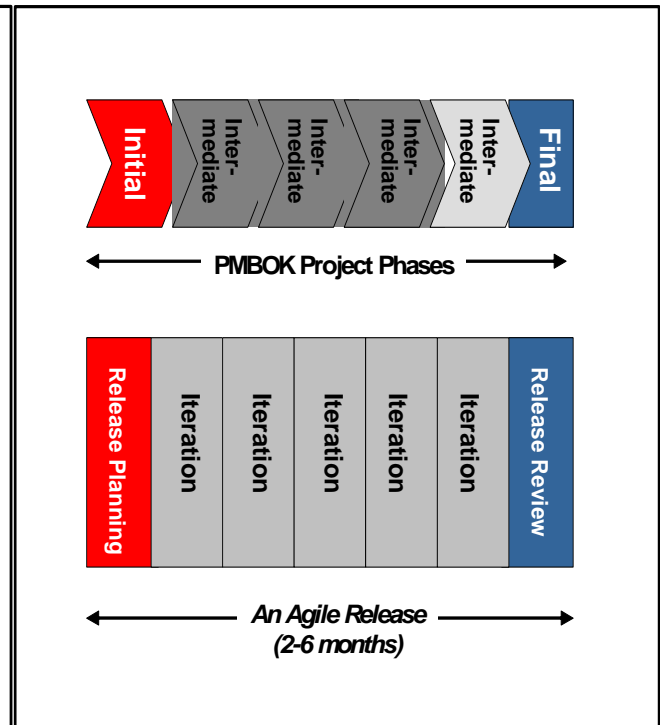 Initial
Inter-
mediate
Inter-
mediate
Inter-
mediate
Inter-
mediate
Final
PMBOK Project Phases
Release Planning
Iteration
Iteration
Iteration
Iteration
Iteration
Release Review
An Agile Release
(2-6 months)